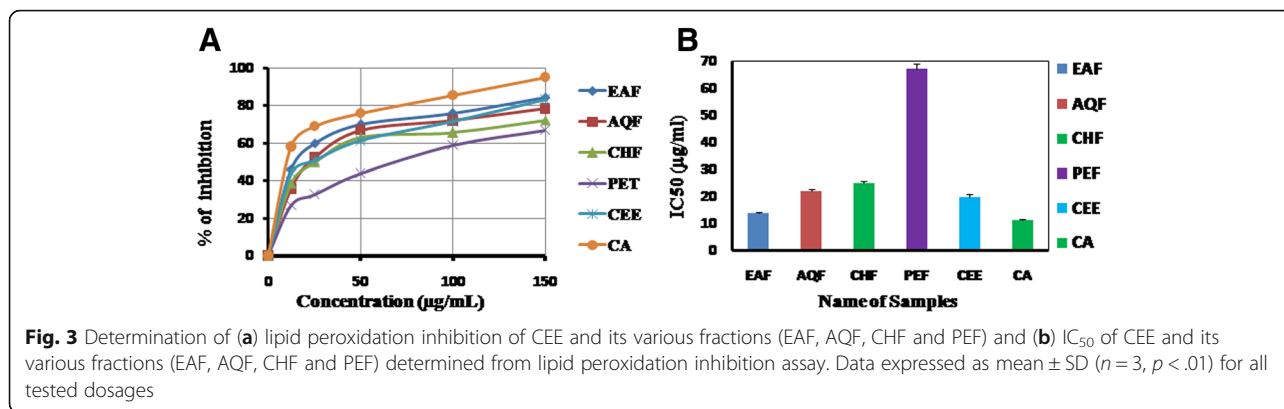 A
% of inhibition
100
80
60
40
20
0
0 50 100 150
Concentration (µg/mL)
EAF
AQF
CHF
PET
CEE
CA
B
IC50 (µg/ml)
70
60
50
40
30
20
10
0
EAF AQF CHF PEF CEE CA
Name of Samples
EAF
AQF
CHF
PEF
CEE
CA
Fig. 3 Determination of (a) lipid peroxidation inhibition of CEE and its various fractions (EAF, AQF, CHF and PEF) and (b) IC50 of CEE and its
various fractions (EAF, AQF, CHF and PEF) determined from lipid peroxidation inhibition assay. Data expressed as mean ± SD (n = 3, p < .01) for all
tested dosages